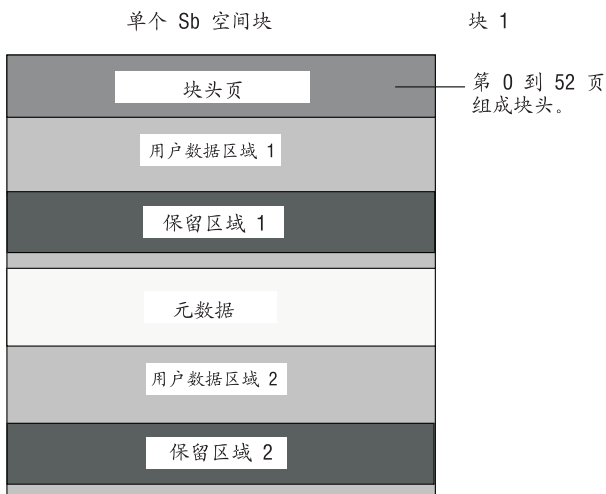 单个 Sb 空间块
块 1
块头页
第 0 到 52 页
组成块头。
用户数据区域 1
保留区域 1
元数据
用户数据区域 2
保留区域 2